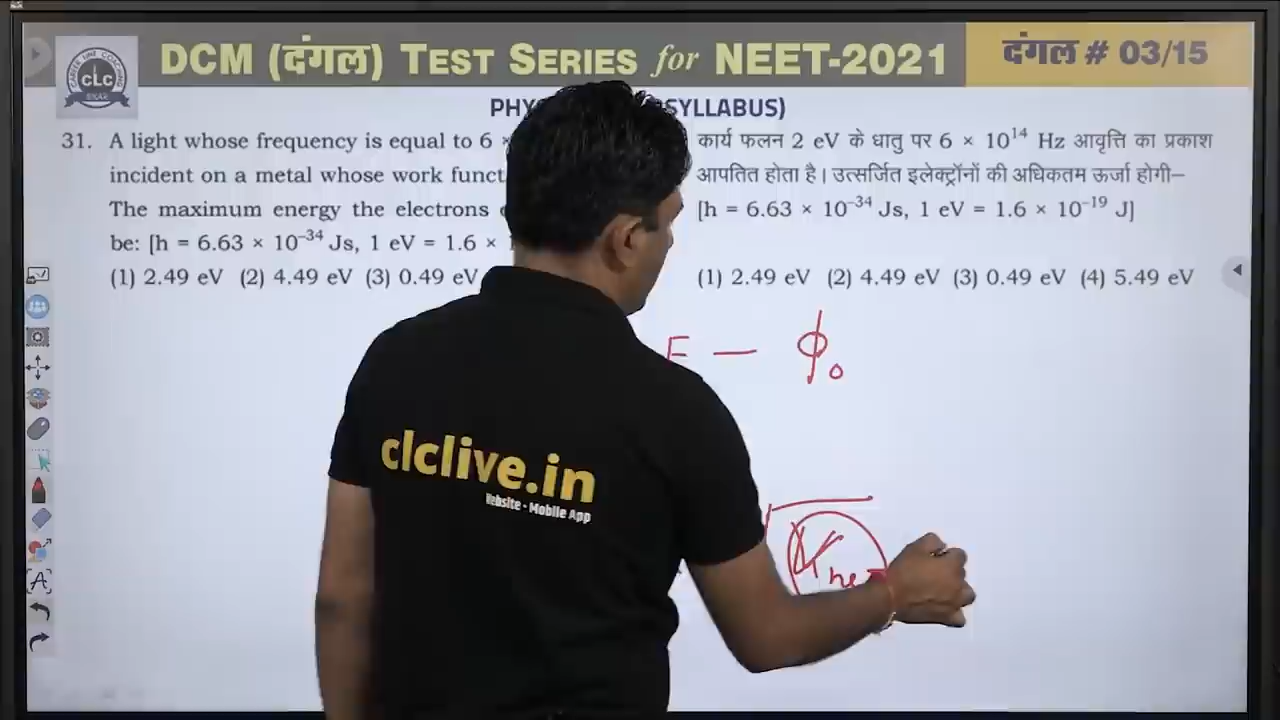 DCM (दंगल) TEST SERIES for NEET-2021
दंगल # 03/15
CLC
PHY SYLLABUS)
31. A light whose frequency is equal to 6 ×
incident on a metal whose work funct
The maximum energy the electrons
be: [h = 6.63 × 10⁻³⁴ Js, 1 eV = 1.6 ×
(1) 2.49 eV (2) 4.49 eV (3) 0.49 eV
कार्य फलन 2 eV के धातु पर 6 × 10¹⁴ Hz आवृत्ति का प्रकाश
आपतित होता है। उत्सर्जित इलेक्ट्रॉनों की अधिकतम ऊर्जा होगी–
[h = 6.63 × 10⁻³⁴ Js, 1 eV = 1.6 × 10⁻¹⁹ J]
(1) 2.49 eV (2) 4.49 eV (3) 0.49 eV (4) 5.49 eV
E — ϕ₀
clclive.in
Website - Mobile App